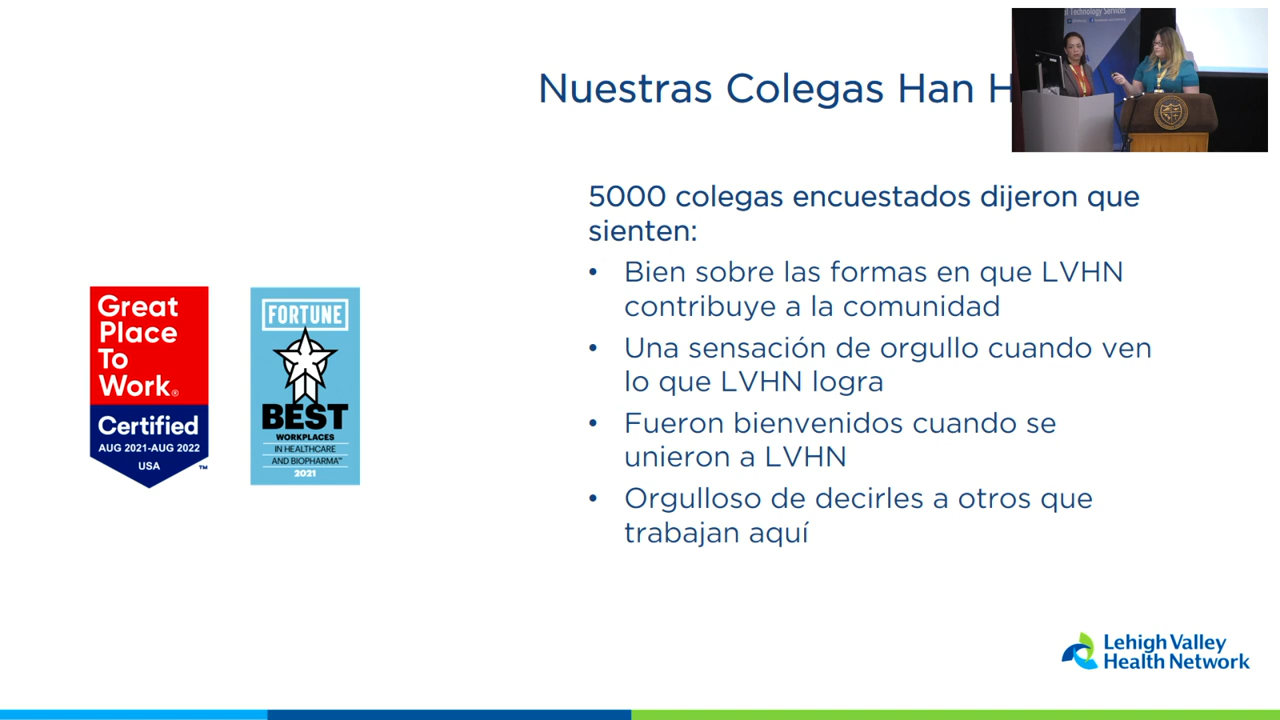 Nuestras Colegas Han H
5000 colegas encuestados dijeron que
sienten:
• Bien sobre las formas en que LVHN
contribuye a la comunidad
• Una sensación de orgullo cuando ven
lo que LVHN logra
• Fueron bienvenidos cuando se
unieron a LVHN
• Orgulloso de decirles a otros que
trabajan aquí
Great
Place
To
Work®
Certified
AUG 2021-AUG 2022
USA
™
FORTUNE
BEST
WORKPLACES
IN HEALTHCARE
AND BIOPHARMA™
2021
Lehigh Valley
Health Network
Technology Services